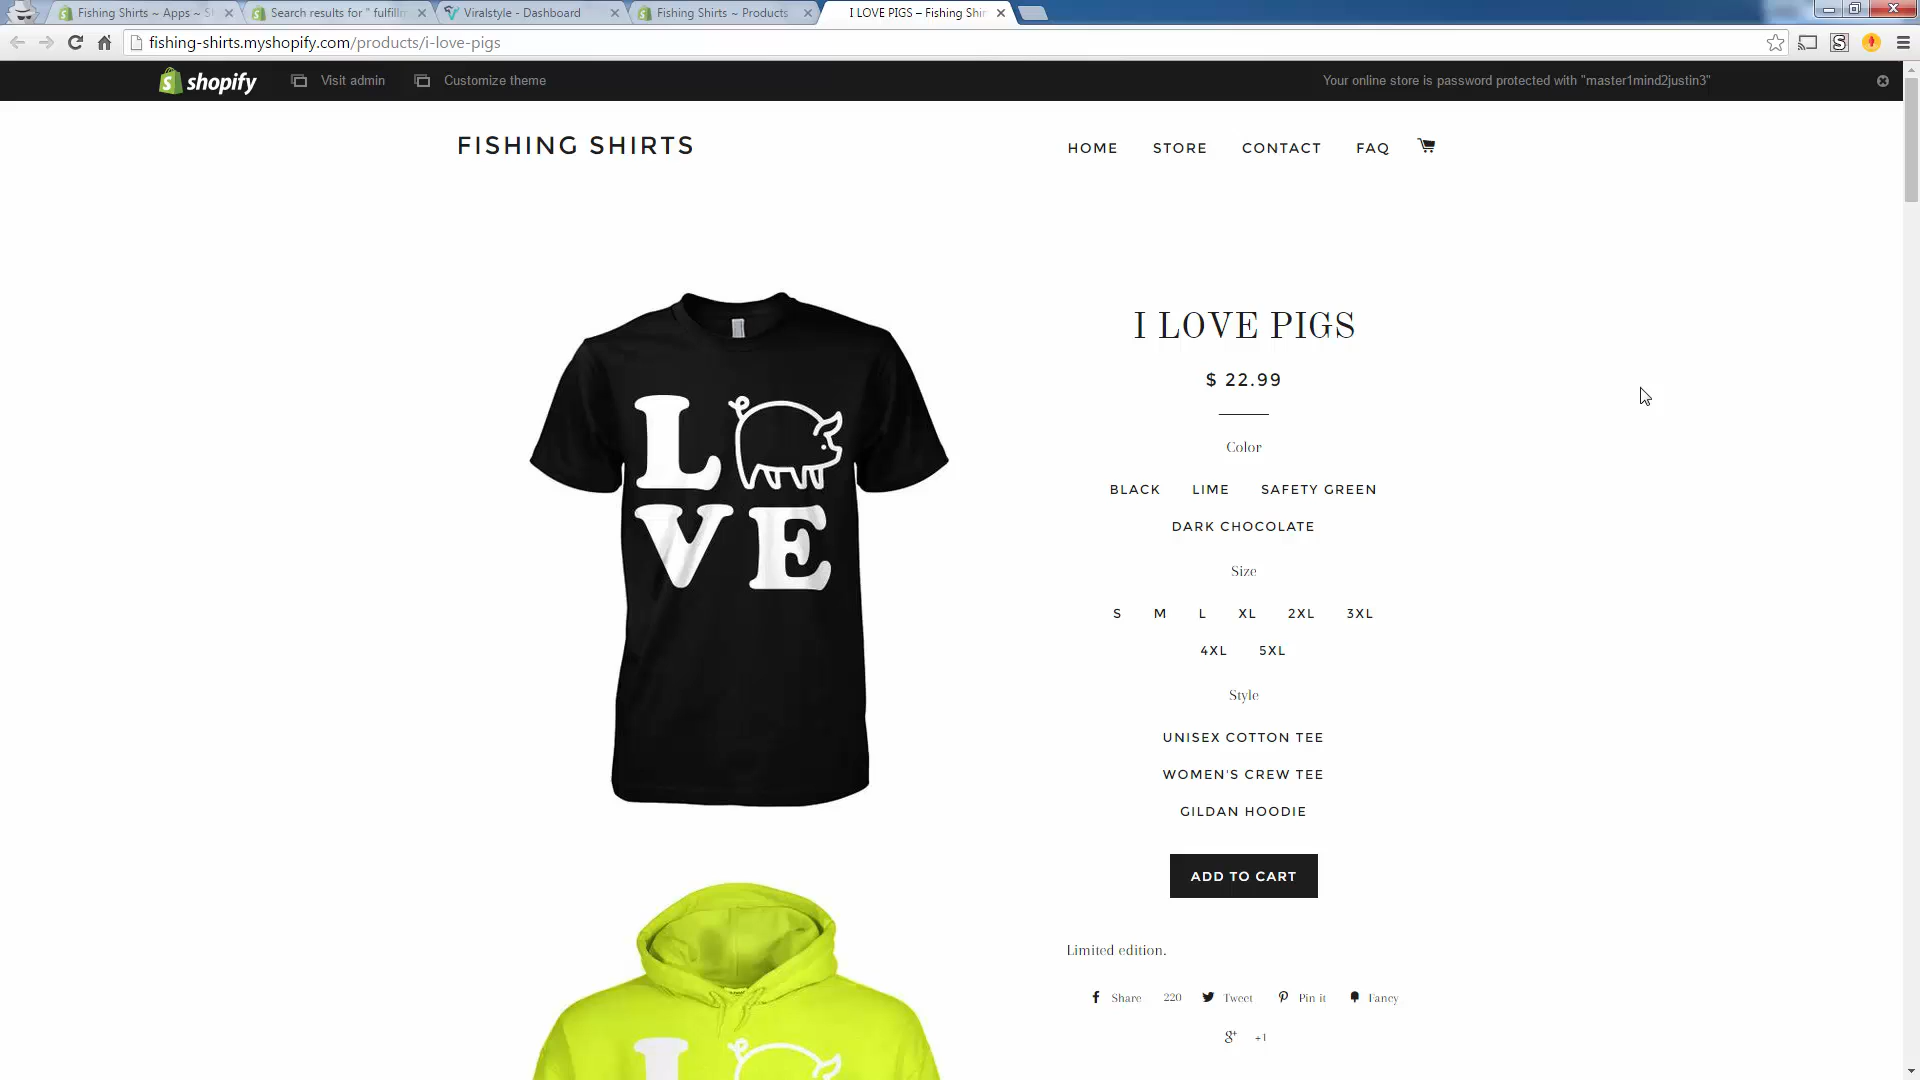 Fishing Shirts ~ Apps ~ S
Search results for " fulfillm
Viralstyle - Dashboard
Fishing Shirts ~ Products
I LOVE PIGS – Fishing Shir
fishing-shirts.myshopify.com/products/i-love-pigs
shopify
Visit admin
Customize theme
Your online store is password protected with "master1mind2justin3"
FISHING SHIRTS
HOME STORE CONTACT FAQ
L
VE
I LOVE PIGS
$ 22.99
Color
BLACK LIME SAFETY GREEN
DARK CHOCOLATE
Size
S M L XL 2XL 3XL
4XL 5XL
Style
UNISEX COTTON TEE
WOMEN'S CREW TEE
GILDAN HOODIE
ADD TO CART
Limited edition.
Share 220 Tweet Pin it Fancy
g+ +1
L